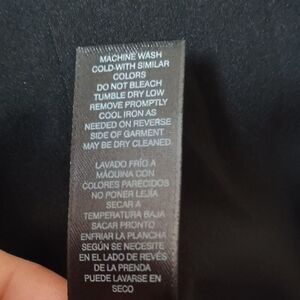 MACHINE WASH
COLD-WITH SIMILAR
COLORS
DO NOT BLEACH
TUMBLE DRY LOW
REMOVE PROMPTLY
COOL IRON AS
NEEDED ON REVERSE
SIDE OF GARMENT
MAY BE DRY CLEANED
LAVADO FRÍO A
MÁQUINA CON
COLORES PARECIDOS
NO PONER LEJÍA
SECAR A
TEMPERATURA BAJA
SACAR PRONTO
ENFRIAR LA PLANCHA
SEGÚN SE NECESITE
EN EL LADO DE REVÉS
DE LA PRENDA
PUEDE LAVARSE EN
SECO